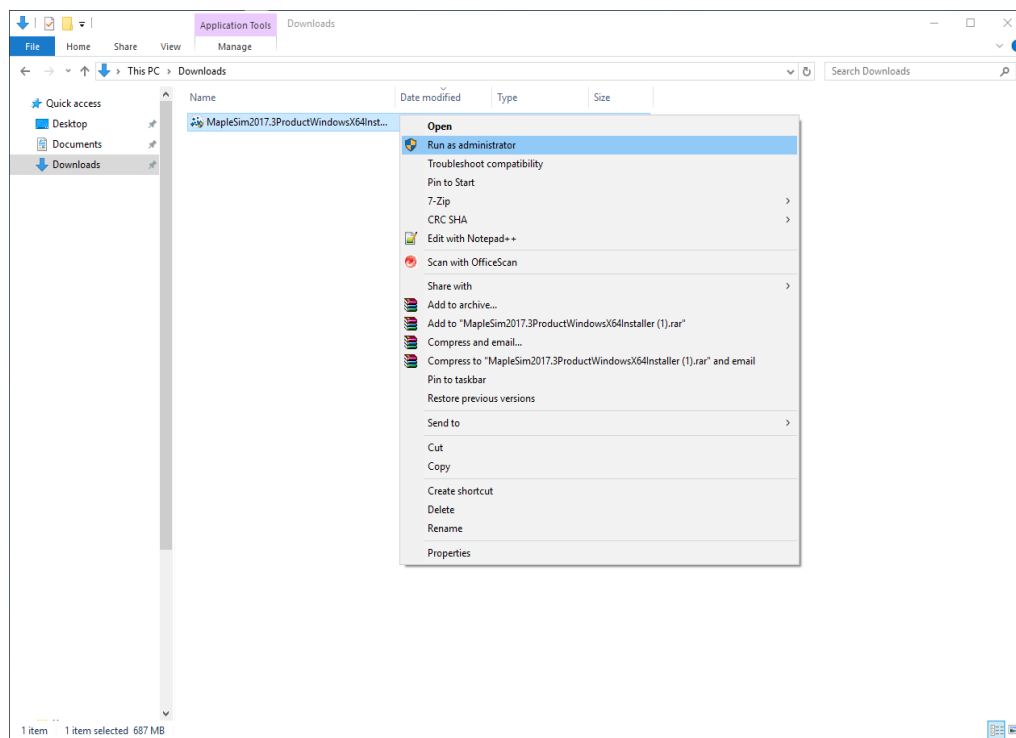 Application Tools Downloads
File Home Share View Manage
This PC > Downloads Search Downloads
Quick access
Desktop
Documents
Downloads
Name Date modified Type Size
MapleSim2017.3ProductWindowsX64Inst...
Open
Run as administrator
Troubleshoot compatibility
Pin to Start
7-Zip
CRC SHA
Edit with Notepad++
Scan with OfficeScan
Share with
Add to archive...
Add to "MapleSim2017.3ProductWindowsX64Installer (1).rar"
Compress and email...
Compress to "MapleSim2017.3ProductWindowsX64Installer (1).rar" and email
Pin to taskbar
Restore previous versions
Send to
Cut
Copy
Create shortcut
Delete
Rename
Properties
1 item 1 item selected 687 MB